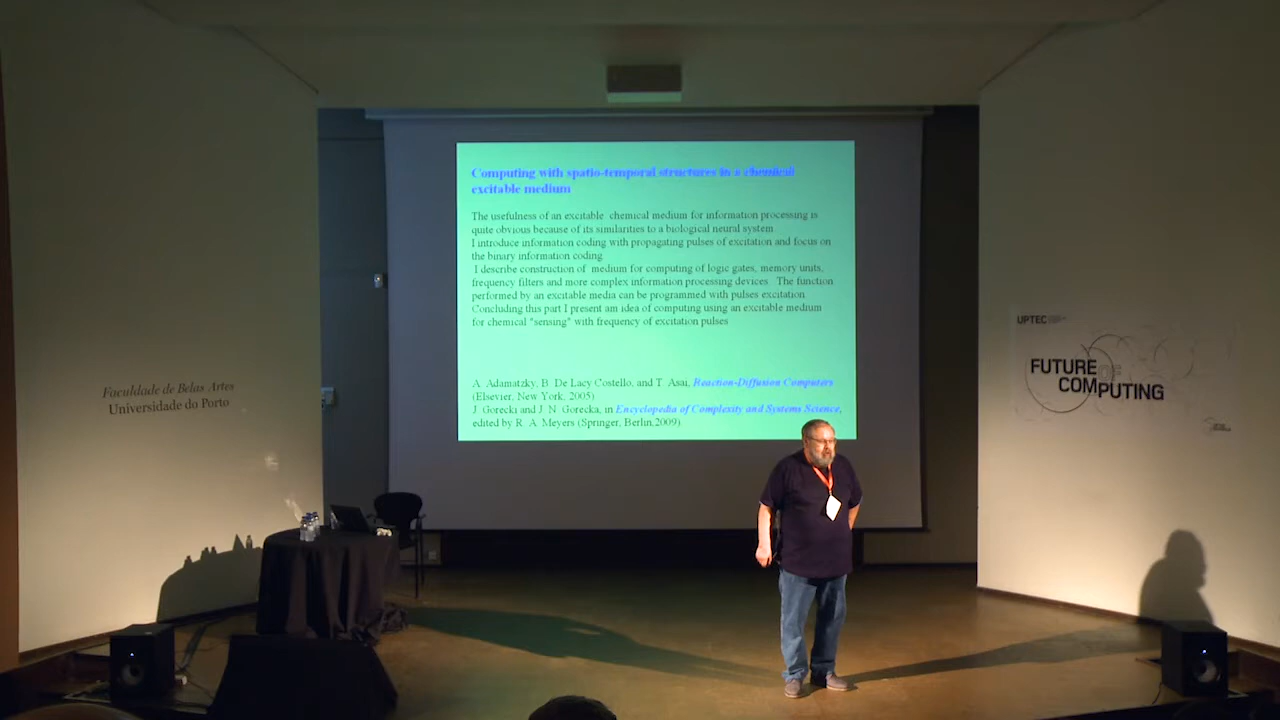 Computing with spatio-temporal structures in a chemical
excitable medium
The usefulness of an excitable chemical medium for information processing is
quite obvious because of its similarities to a biological neural system
I introduce information coding with propagating pulses of excitation and focus on
the binary information coding
I describe construction of medium for computing of logic gates, memory units,
frequency filters and more complex information processing devices The function
performed by an excitable media can be programmed with pulses excitation
Concluding this part I present am idea of computing using an excitable medium
for chemical "sensing" with frequency of excitation pulses
A. Adamatzky, B. De Lacy Costello, and T. Asai, Reaction-Diffusion Computers
(Elsevier, New York, 2005)
J. Gorecki and J. N. Gorecka, in Encyclopedia of Complexity and Systems Science,
edited by R. A. Meyers (Springer, Berlin,2009)
Faculdade de Belas Artes
Universidade do Porto
UPTEC
FUTURE OF
COMPUTING